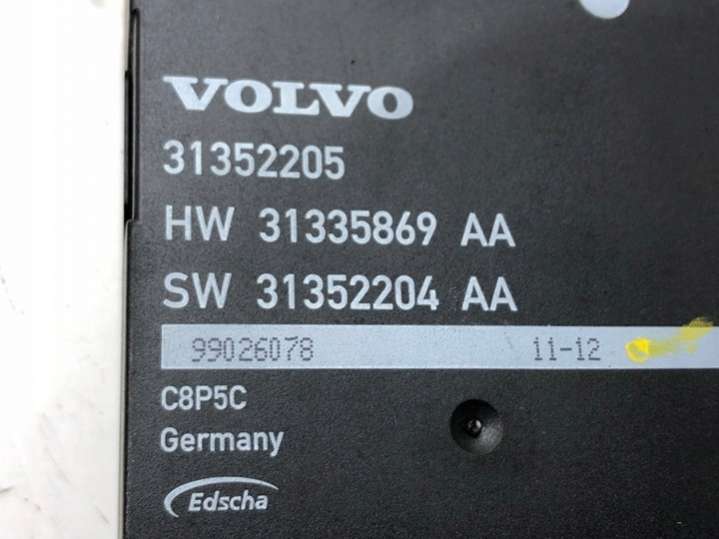 VOLVO
31352205
HW 31335869 AA
SW 31352204 AA
99026078 11-12
C8P5C
Germany
Edscha